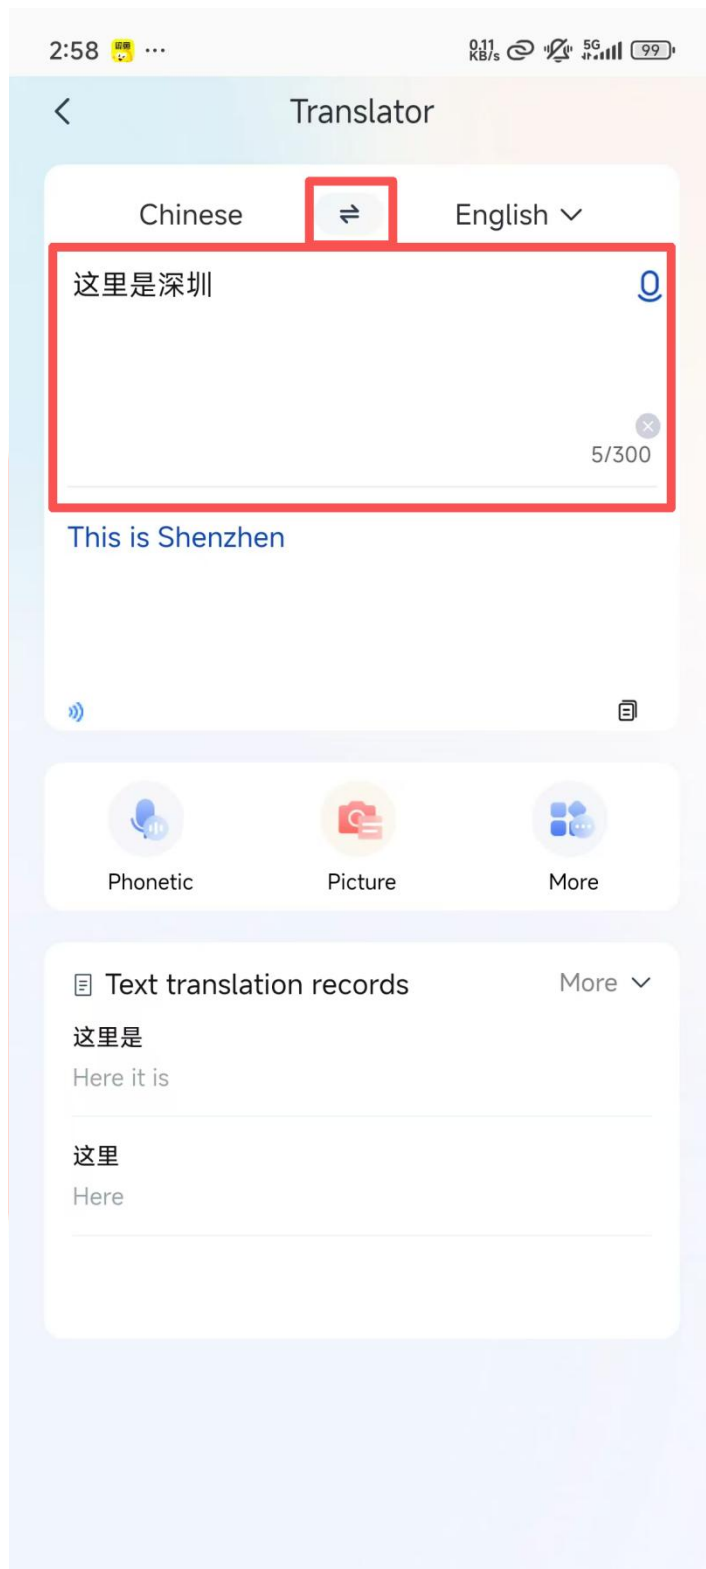 2:58 ... 0.11 KB/s 5G 99
Translator
Chinese English
这里是深圳
5/300
This is Shenzhen
Phonetic Picture More
Text translation records More
这里是
Here it is
这里
Here